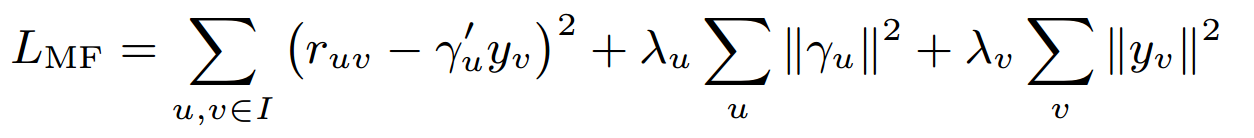 L_MF = ∑_{u,v∈I} (r_{uv} − γ′_u y_v)² + λ_u ∑_u ‖γ_u‖² + λ_v ∑_v ‖y_v‖²